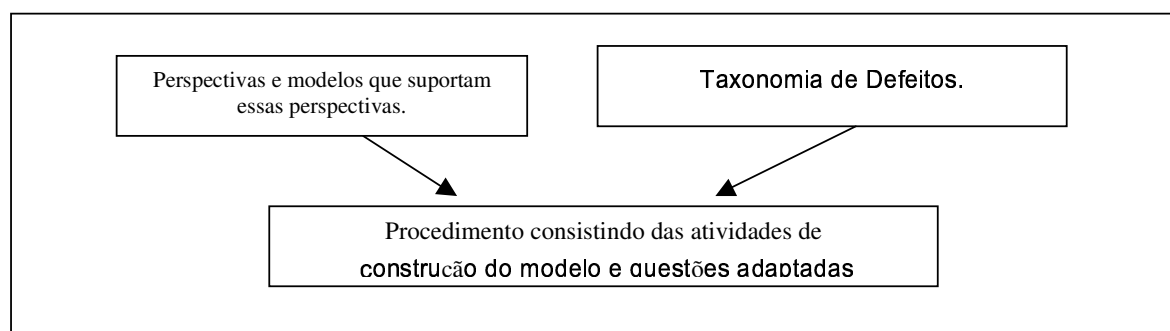 Perspectivas e modelos que suportam
essas perspectivas.
Taxonomia de Defeitos.
Procedimento consistindo das atividades de
construção do modelo e questões adaptadas